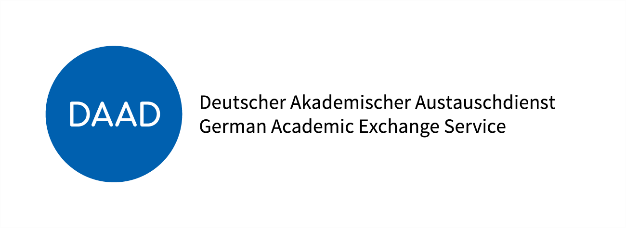 DAAD
Deutscher Akademischer Austauschdienst
German Academic Exchange Service